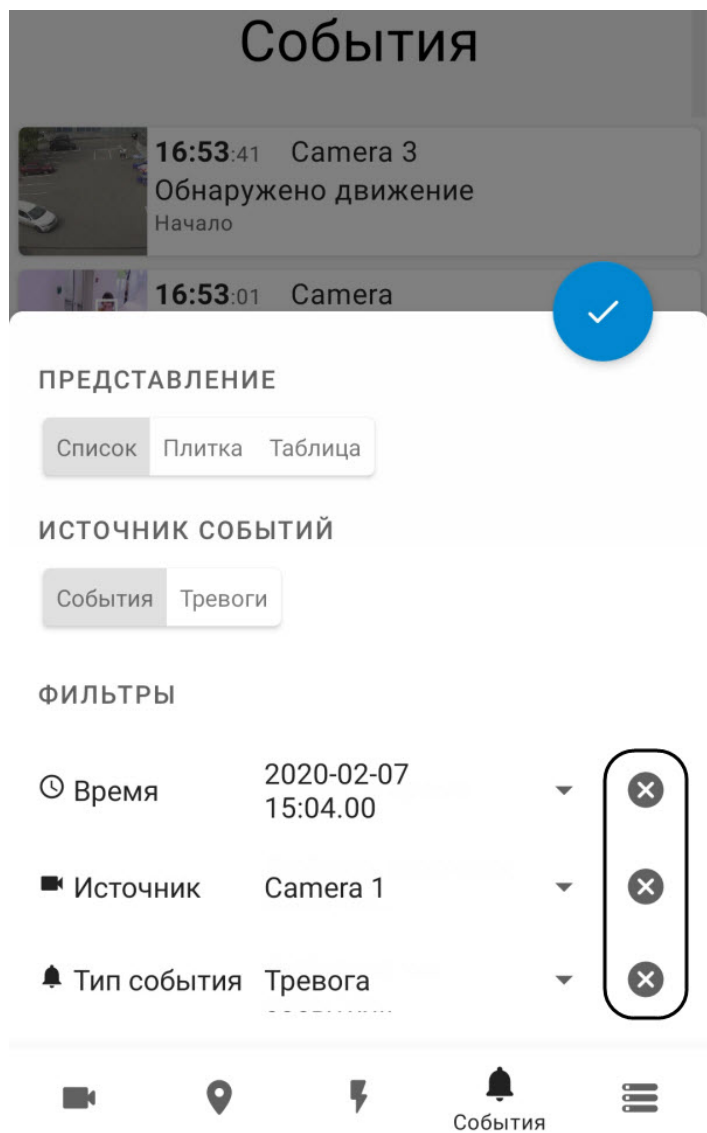 События
16:53:41 Camera 3
Обнаружено движение
Начало
16:53:01 Camera
ПРЕДСТАВЛЕНИЕ
Список Плитка Таблица
ИСТОЧНИК СОБЫТИЙ
События Тревоги
ФИЛЬТРЫ
Время 2020-02-07
15:04.00
Источник Camera 1
Тип события Тревога
События